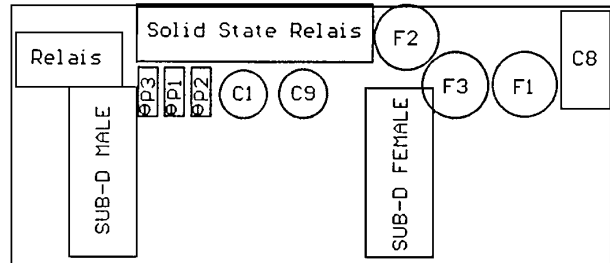 Solid State Relais
F2
Relais
C8
P3
P1
P2
C1
C9
F3
F1
SUB-D MALE
SUB-D FEMALE